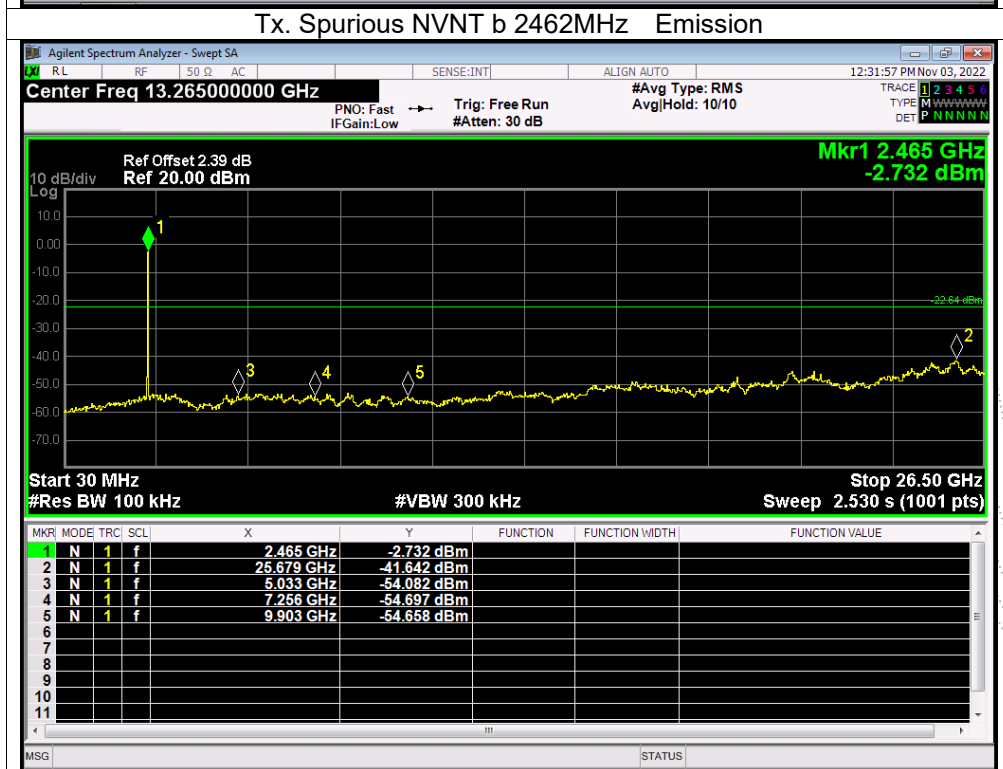 Tx. Spurious NVNT b 2462MHz Emission
Agilent Spectrum Analyzer - Swept SA
LXI RL RF 50 Ω AC SENSE:INT ALIGN AUTO 12:31:57 PM Nov 03, 2022
Center Freq 13.265000000 GHz #Avg Type: RMS TRACE 1 2 3 4 5 6
PNO: Fast Trig: Free Run Avg|Hold: 10/10 TYPE M WWWWW
IFGain:Low #Atten: 30 dB DET P N N N N N
Mkr1 2.465 GHz
-2.732 dBm
Ref Offset 2.39 dB
10 dB/div Ref 20.00 dBm
Log
10.0
1
0.00
-10.0
-20.0 -22.64 dBm
-30.0
2
-40.0
3 4 5
-50.0
-60.0
-70.0
Start 30 MHz Stop 26.50 GHz
#Res BW 100 kHz #VBW 300 kHz Sweep 2.530 s (1001 pts)
MKR MODE TRC SCL X Y FUNCTION FUNCTION WIDTH FUNCTION VALUE
1 N 1 f 2.465 GHz -2.732 dBm
2 N 1 f 25.679 GHz -41.642 dBm
3 N 1 f 5.033 GHz -54.082 dBm
4 N 1 f 7.256 GHz -54.697 dBm
5 N 1 f 9.903 GHz -54.658 dBm
6
7
8
9
10
11
MSG STATUS